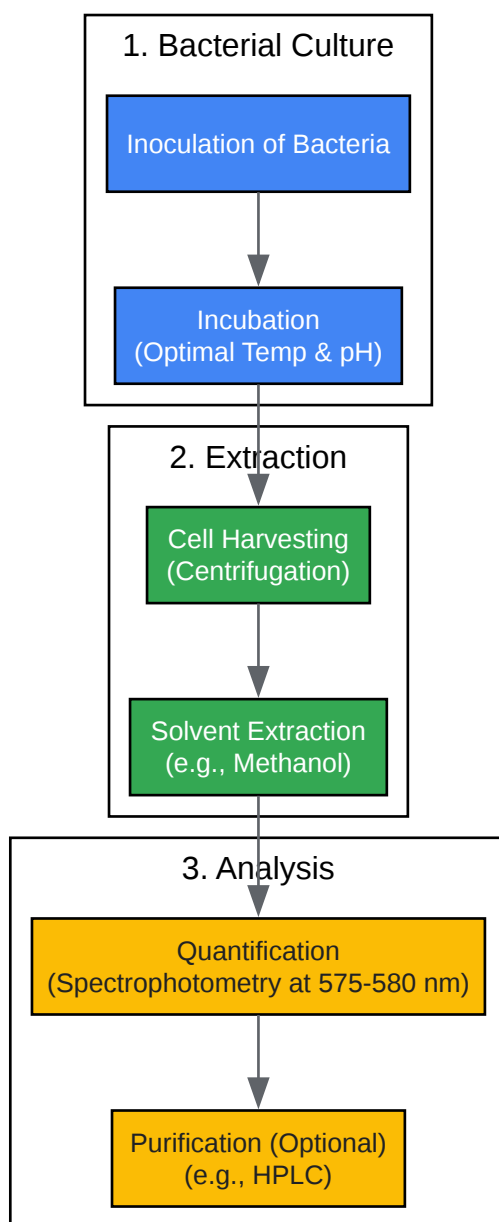 1. Bacterial Culture
Inoculation of Bacteria
Incubation
(Optimal Temp & pH)
2. Extraction
Cell Harvesting
(Centrifugation)
Solvent Extraction
(e.g., Methanol)
3. Analysis
Quantification
(Spectrophotometry at 575-580 nm)
Purification (Optional)
(e.g., HPLC)